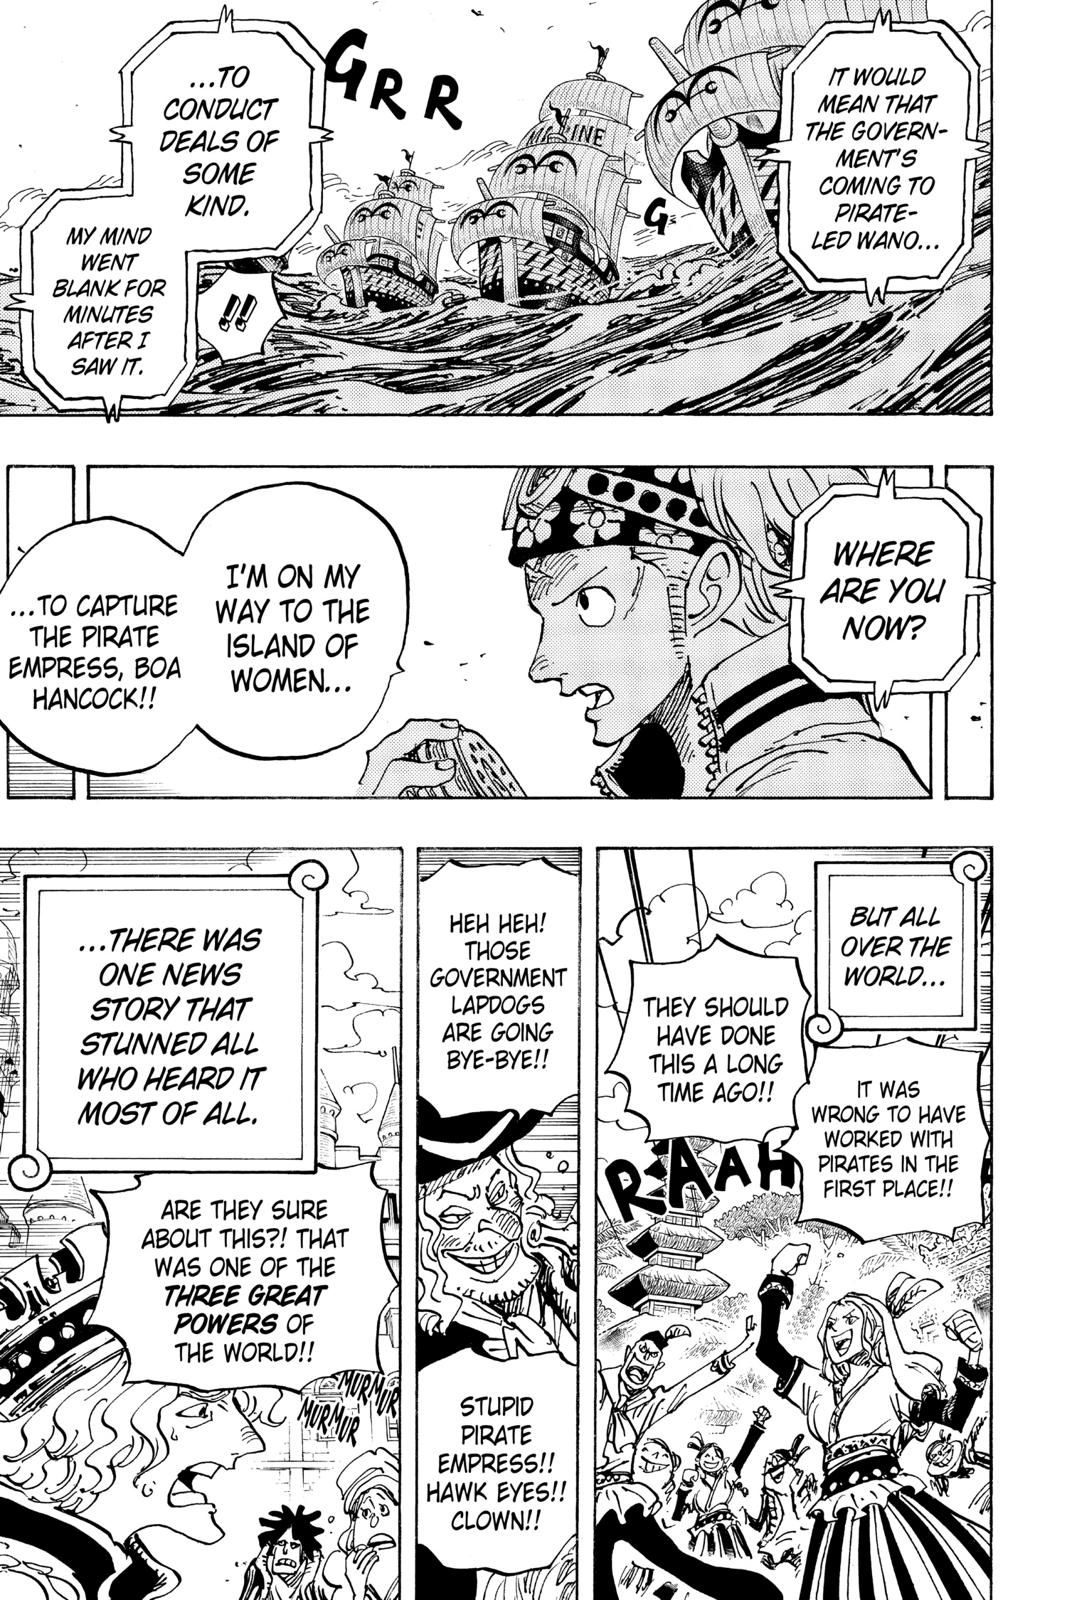 IT WOULD
MEAN THAT
THE GOVERN-
MENT'S
COMING TO
PIRATE-
LED WANO...
GRR
G
MARINE
...TO
CONDUCT
DEALS OF
SOME
KIND.
MY MIND
WENT
BLANK FOR
MINUTES
AFTER I
SAW IT.
!!
WHERE
ARE YOU
NOW?
I'M ON MY
WAY TO THE
ISLAND OF
WOMEN...
...TO CAPTURE
THE PIRATE
EMPRESS, BOA
HANCOCK!!
BUT ALL
OVER THE
WORLD...
IT WAS
WRONG TO HAVE
WORKED WITH
PIRATES IN THE
FIRST PLACE!!
THEY SHOULD
HAVE DONE
THIS A LONG
TIME AGO!!
RAAH
HEH HEH!
THOSE
GOVERNMENT
LAPDOGS
ARE GOING
BYE-BYE!!
STUPID
PIRATE
EMPRESS!!
HAWK EYES!!
CLOWN!!
...THERE WAS
ONE NEWS
STORY THAT
STUNNED ALL
WHO HEARD IT
MOST OF ALL.
ARE THEY SURE
ABOUT THIS?! THAT
WAS ONE OF THE
THREE GREAT
POWERS OF
THE WORLD!!
MURMUR
MURMUR